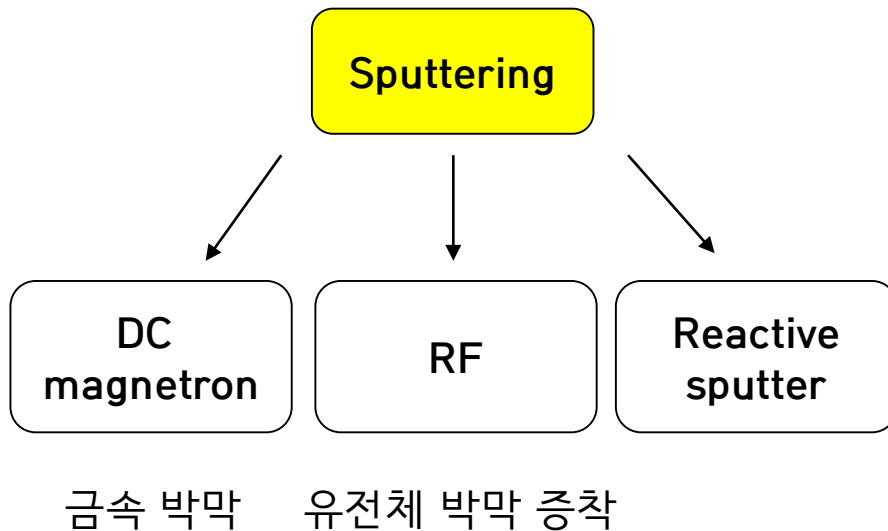 Sputtering
DC
magnetron
RF
Reactive
sputter
금속 박막
유전체 박막 증착